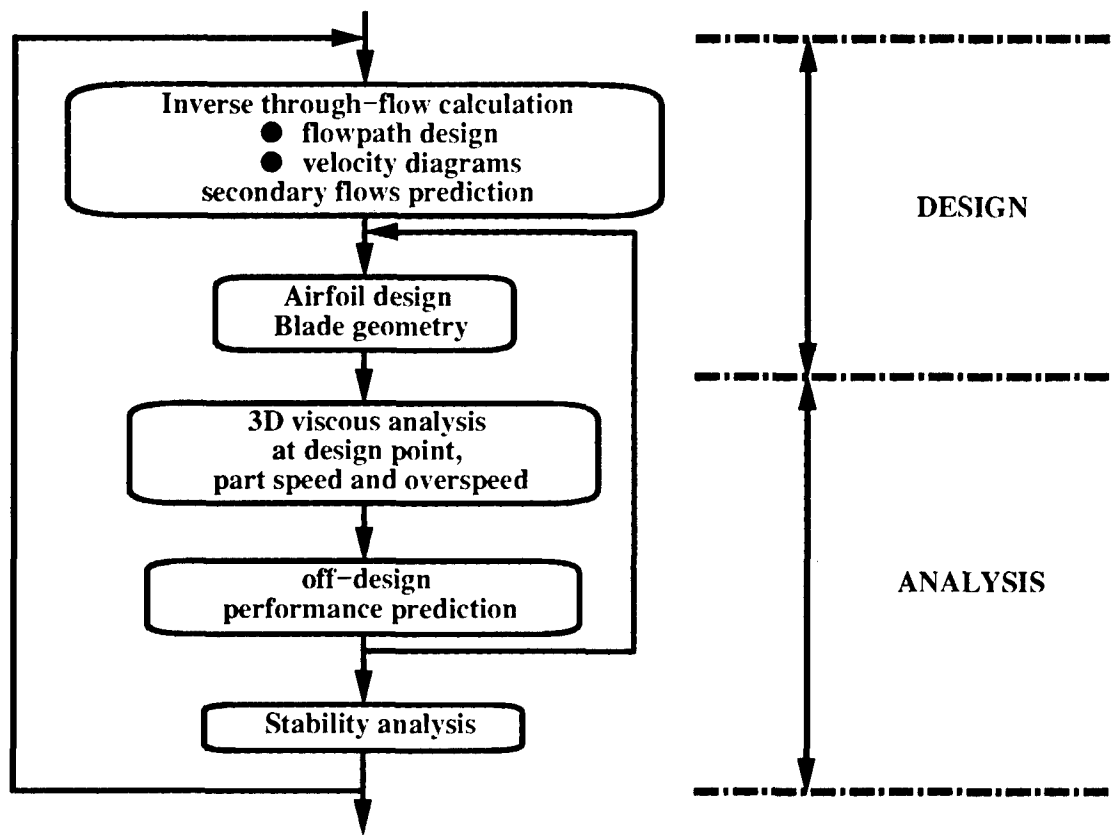 Inverse through-flow calculation
● flowpath design
● velocity diagrams
secondary flows prediction
DESIGN
Airfoil design
Blade geometry
3D viscous analysis
at design point,
part speed and overspeed
off-design
performance prediction
ANALYSIS
Stability analysis